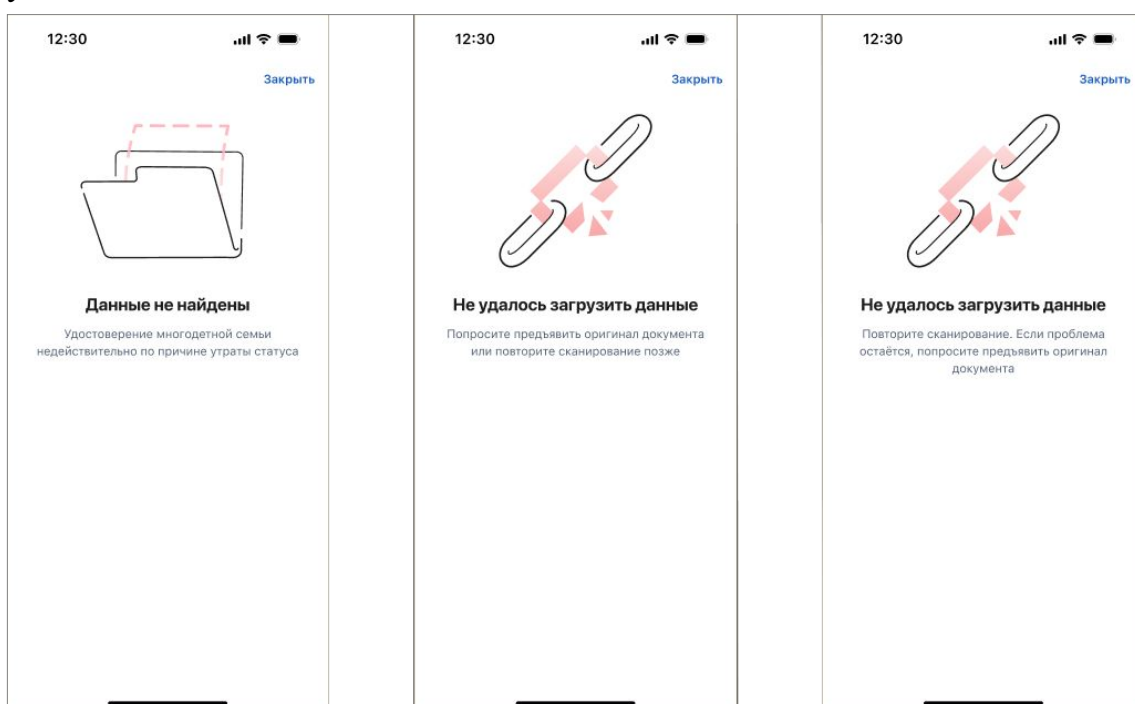 12:30
Закрыть
Данные не найдены
Удостоверение многодетной семьи
недействительно по причине утраты статуса
12:30
Закрыть
Не удалось загрузить данные
Попросите предъявить оригинал документа
или повторите сканирование позже
12:30
Закрыть
Не удалось загрузить данные
Повторите сканирование. Если проблема
остаётся, попросите предъявить оригинал
документа